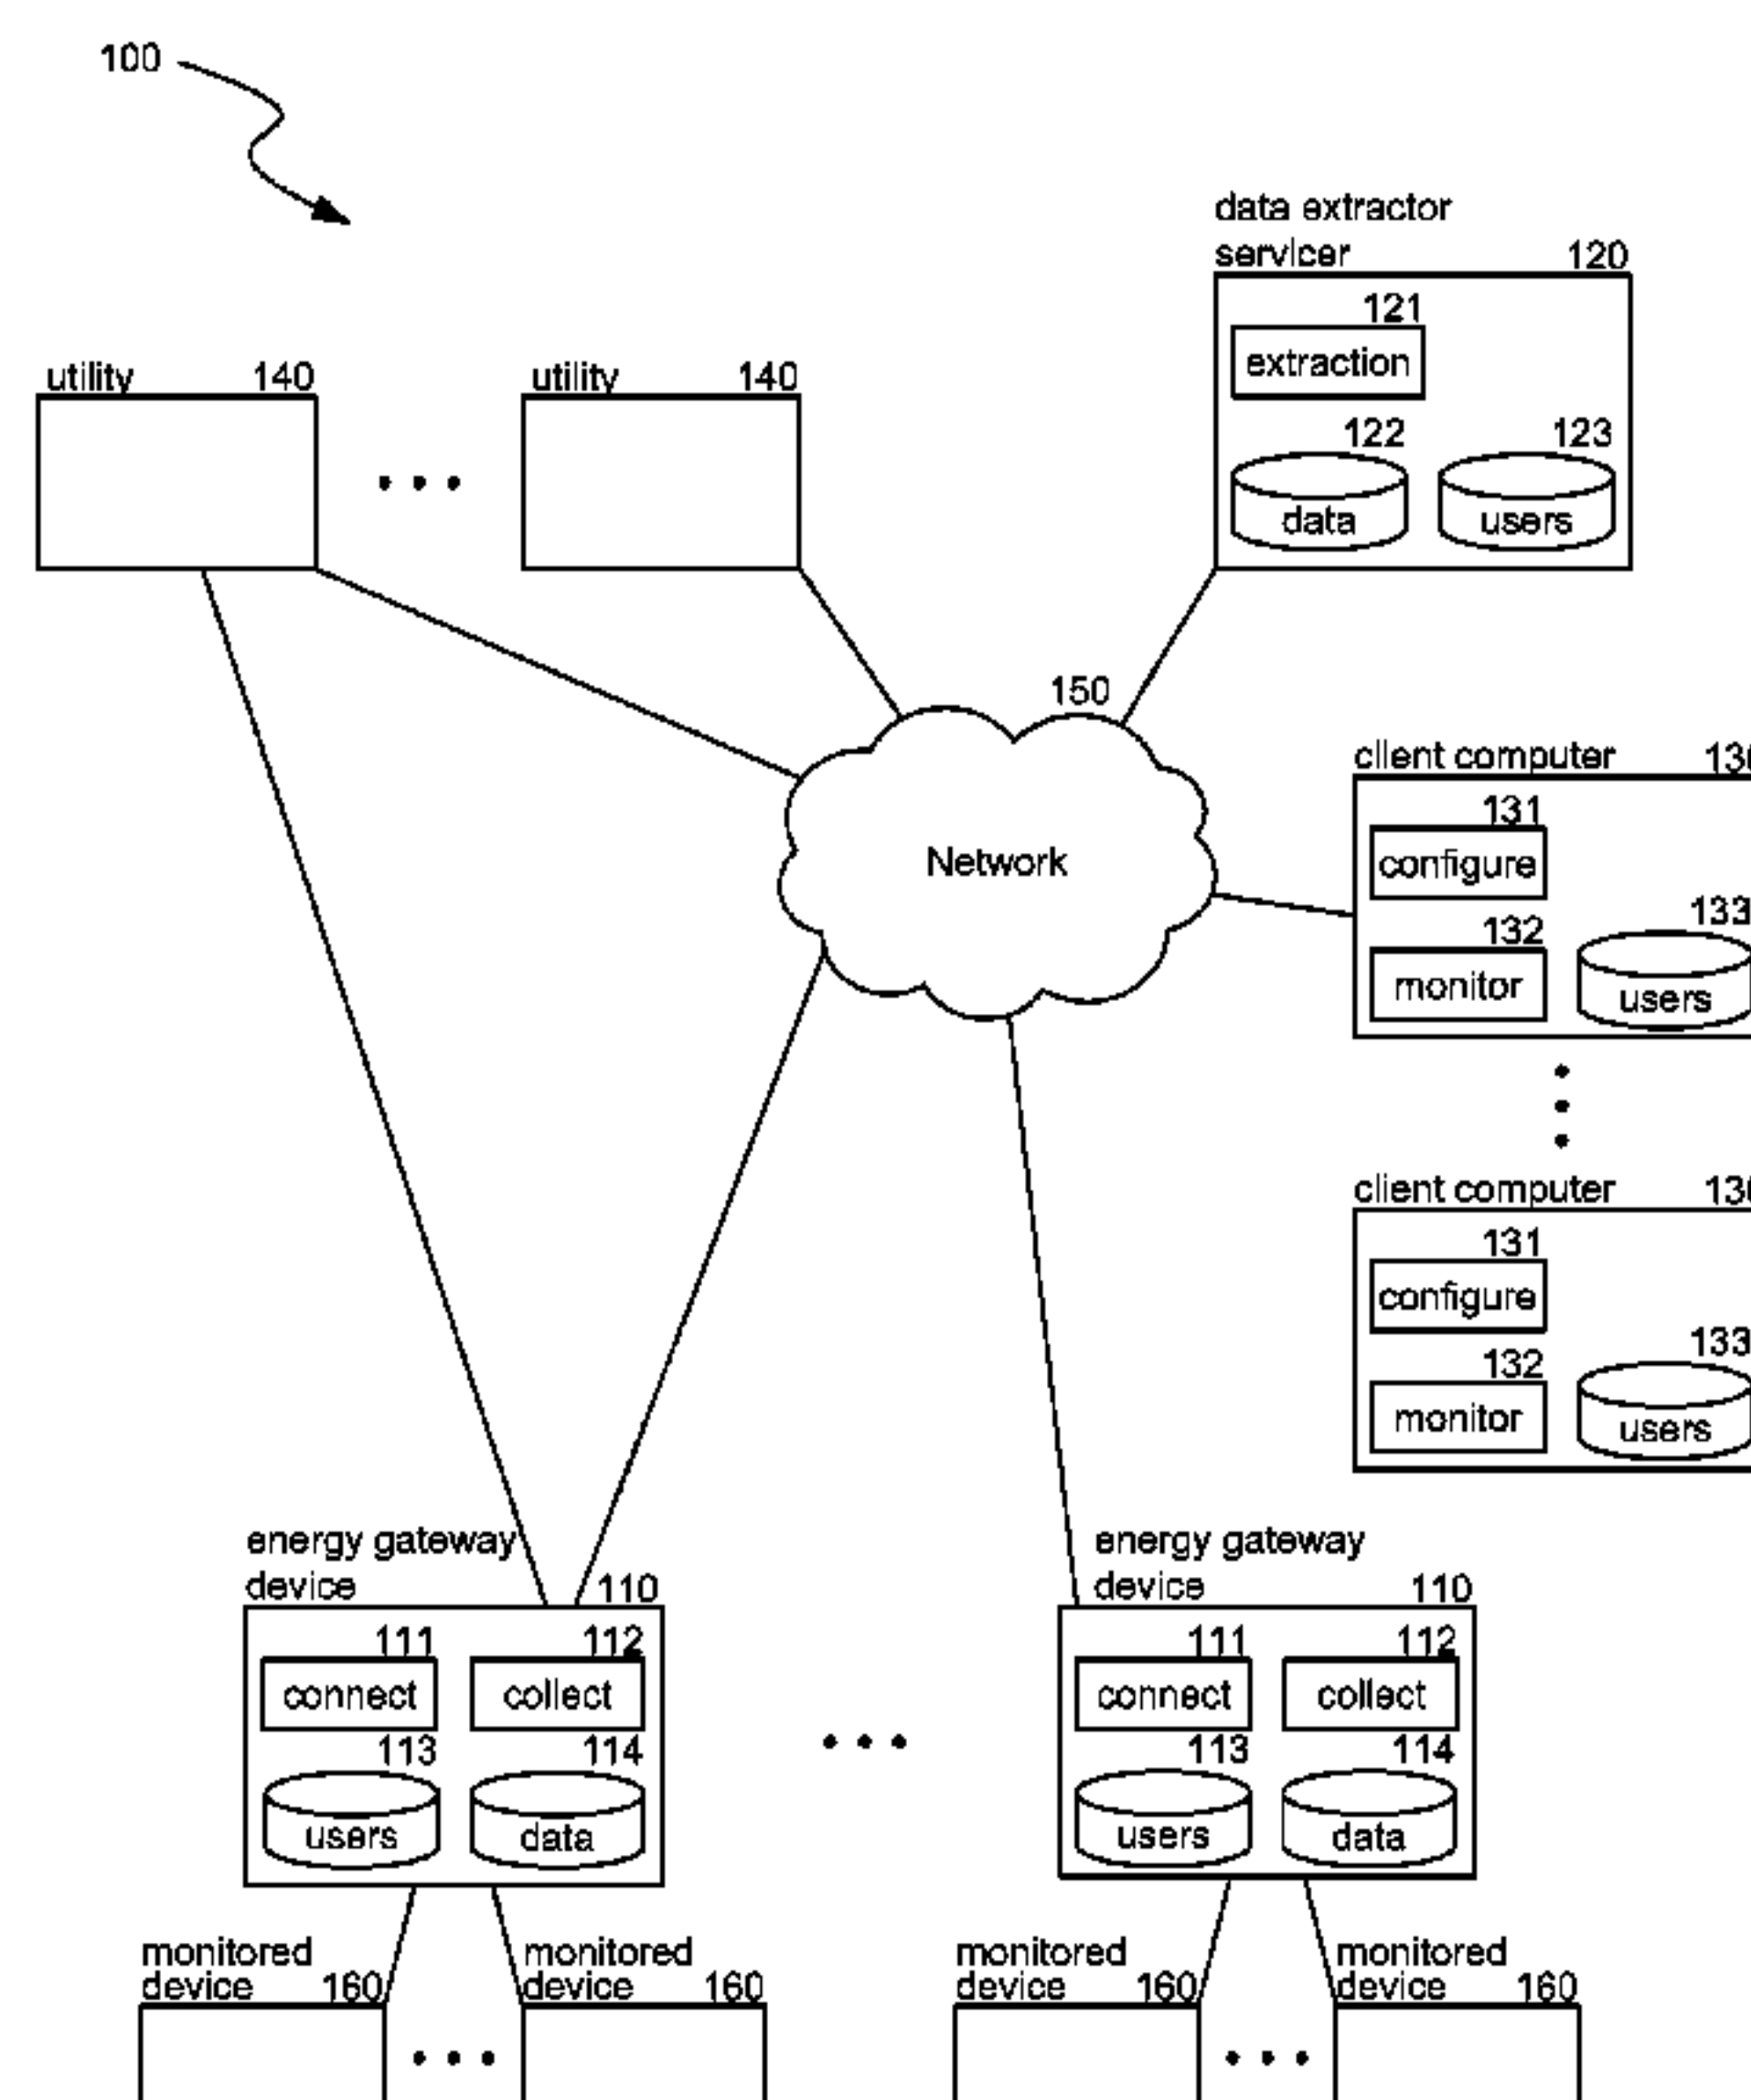 100
data extractor
servicer 120
121
extraction
utility 140 utility 140
122 123
data users
150
client computer 130
131
Network
configure
133
132
monitor
users
client computer 130
131
configure
133
132
monitor
users
energy gateway energy gateway
device 110 device 110
111 112 111 112
connect collect connect collect
113 114 113 114
users data users data
monitored monitored monitored monitored
device 160 device 160 device 160 device 160